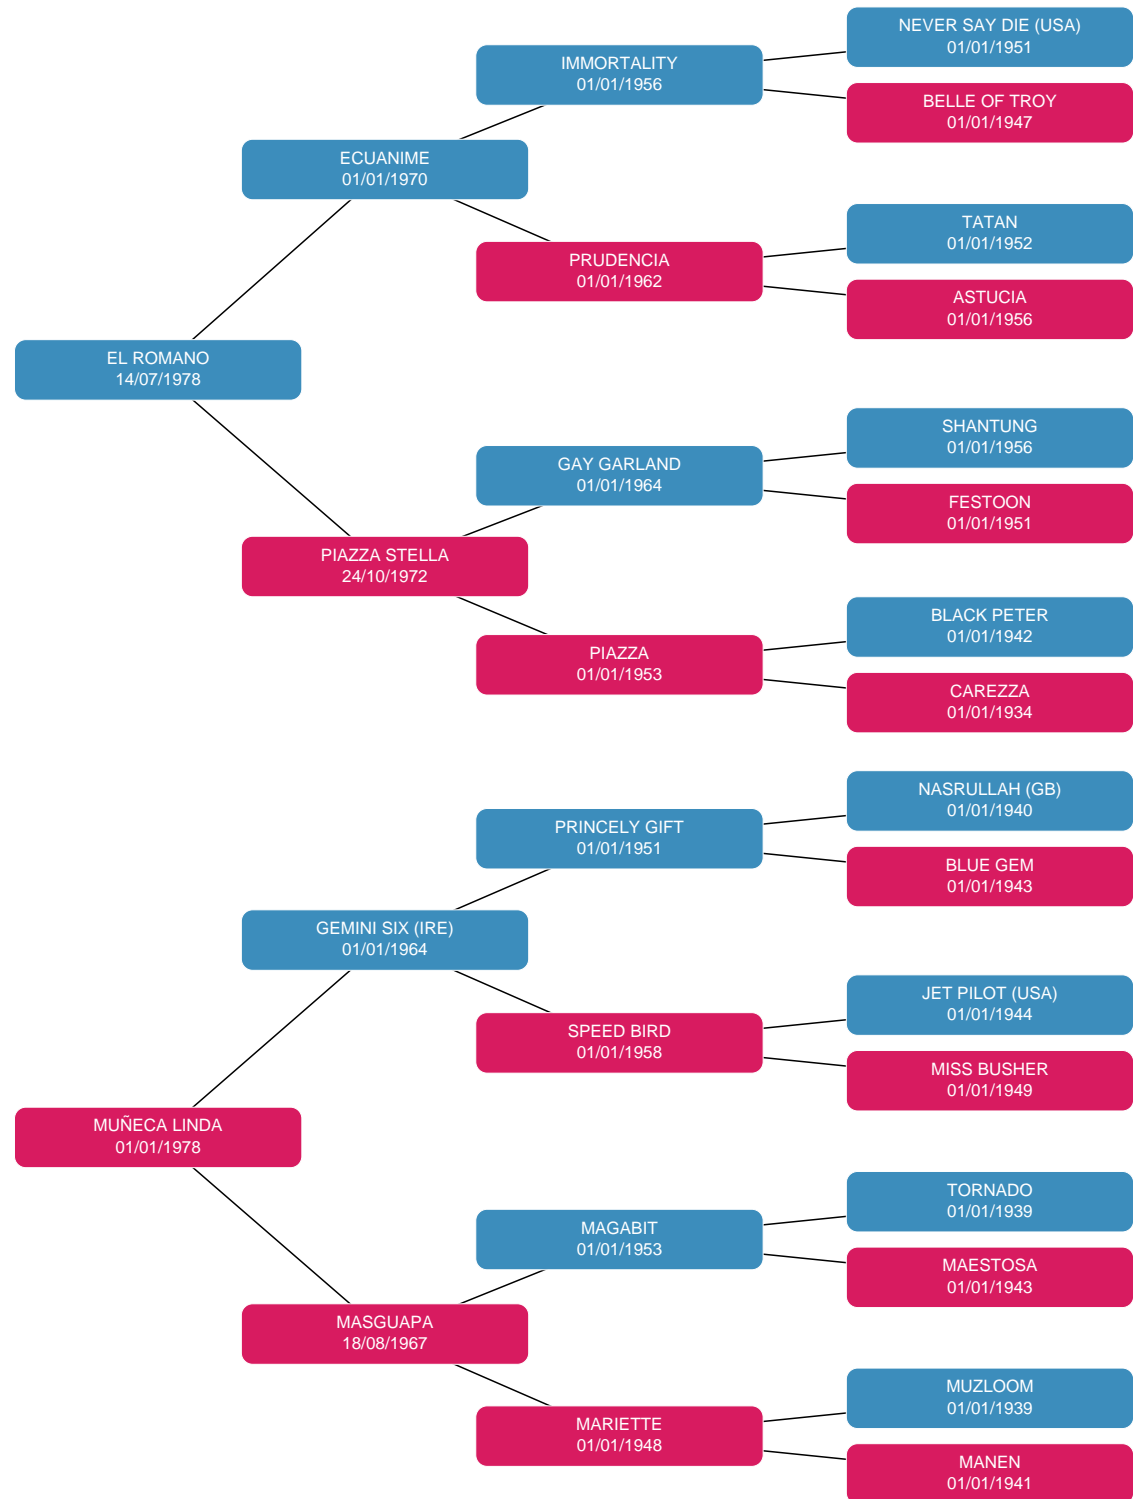 NEVER SAY DIE (USA)
01/01/1951
IMMORTALITY
01/01/1956
BELLE OF TROY
01/01/1947
ECUANIME
01/01/1970
TATAN
01/01/1952
PRUDENCIA
01/01/1962
ASTUCIA
01/01/1956
EL ROMANO
14/07/1978
SHANTUNG
01/01/1956
GAY GARLAND
01/01/1964
FESTOON
01/01/1951
PIAZZA STELLA
24/10/1972
BLACK PETER
01/01/1942
PIAZZA
01/01/1953
CAREZZA
01/01/1934
NASRULLAH (GB)
01/01/1940
PRINCELY GIFT
01/01/1951
BLUE GEM
01/01/1943
GEMINI SIX (IRE)
01/01/1964
JET PILOT (USA)
01/01/1944
SPEED BIRD
01/01/1958
MISS BUSHER
01/01/1949
MUÑECA LINDA
01/01/1978
TORNADO
01/01/1939
MAGABIT
01/01/1953
MAESTOSA
01/01/1943
MASGUAPA
18/08/1967
MUZLOOM
01/01/1939
MARIETTE
01/01/1948
MANEN
01/01/1941